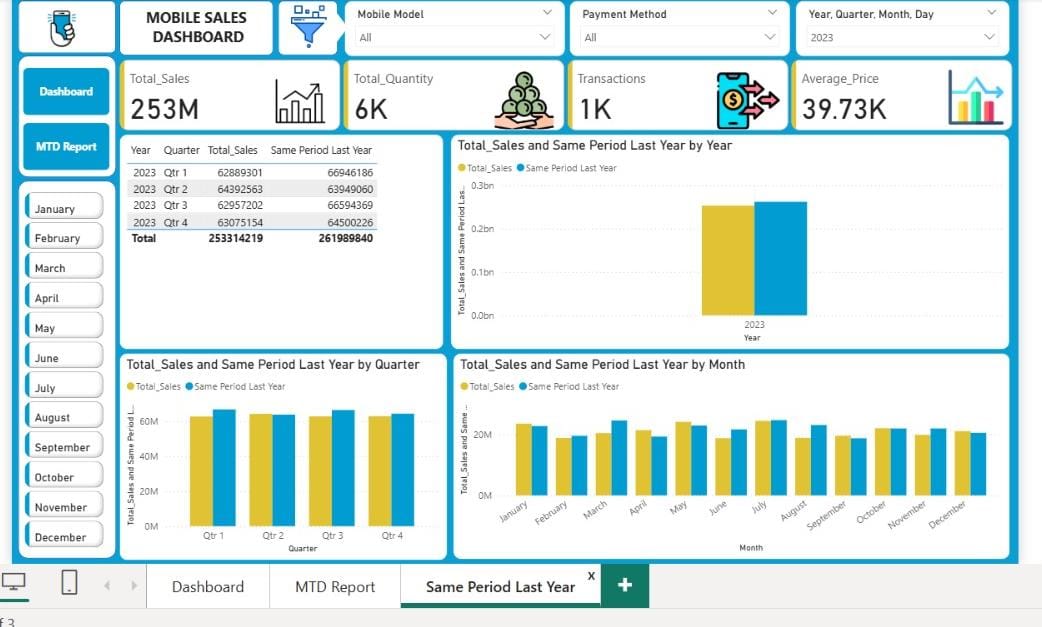 MOBILE SALES
DASHBOARD
Mobile Model
All
Payment Method
All
Year, Quarter, Month, Day
2023
Dashboard
MTD Report
January
February
March
April
May
June
July
August
September
October
November
December
Total_Sales
253M
Total_Quantity
6K
Transactions
1K
Average_Price
39.73K
Year Quarter Total_Sales Same Period Last Year
2023 Qtr 1 62889301 66946186
2023 Qtr 2 64392563 63949060
2023 Qtr 3 62957202 66594369
2023 Qtr 4 63075154 64500226
Total 253314219 261989840
Total_Sales and Same Period Last Year by Year
Total_Sales Same Period Last Year
Total_Sales and Same Period Las...
0.3bn
0.2bn
0.1bn
0.0bn
2023
Year
Total_Sales and Same Period Last Year by Quarter
Total_Sales Same Period Last Year
Total_Sales and Same Period L...
60M
40M
20M
0M
Qtr 1 Qtr 2 Qtr 3 Qtr 4
Quarter
Total_Sales and Same Period Last Year by Month
Total_Sales Same Period Last Year
Total_Sales and Same ...
20M
0M
January February March April May June July August September October November December
Month
Dashboard MTD Report Same Period Last Year x +
f 3